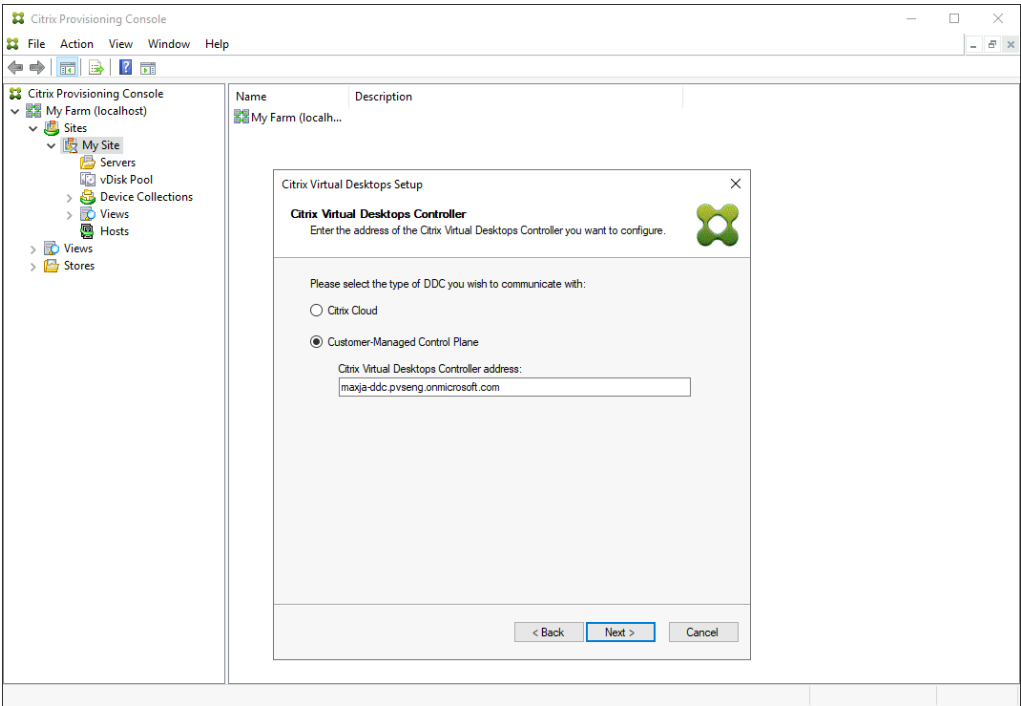 Citrix Provisioning Console
File Action View Window Help
Citrix Provisioning Console
My Farm (localhost)
Sites
My Site
Servers
vDisk Pool
Device Collections
Views
Hosts
Views
Stores
Name Description
My Farm (localh...
Citrix Virtual Desktops Setup
Citrix Virtual Desktops Controller
Enter the address of the Citrix Virtual Desktops Controller you want to configure.
Please select the type of DDC you wish to communicate with:
Citrix Cloud
Customer-Managed Control Plane
Citrix Virtual Desktops Controller address:
maxja-ddc.pvseng.onmicrosoft.com
< Back Next > Cancel